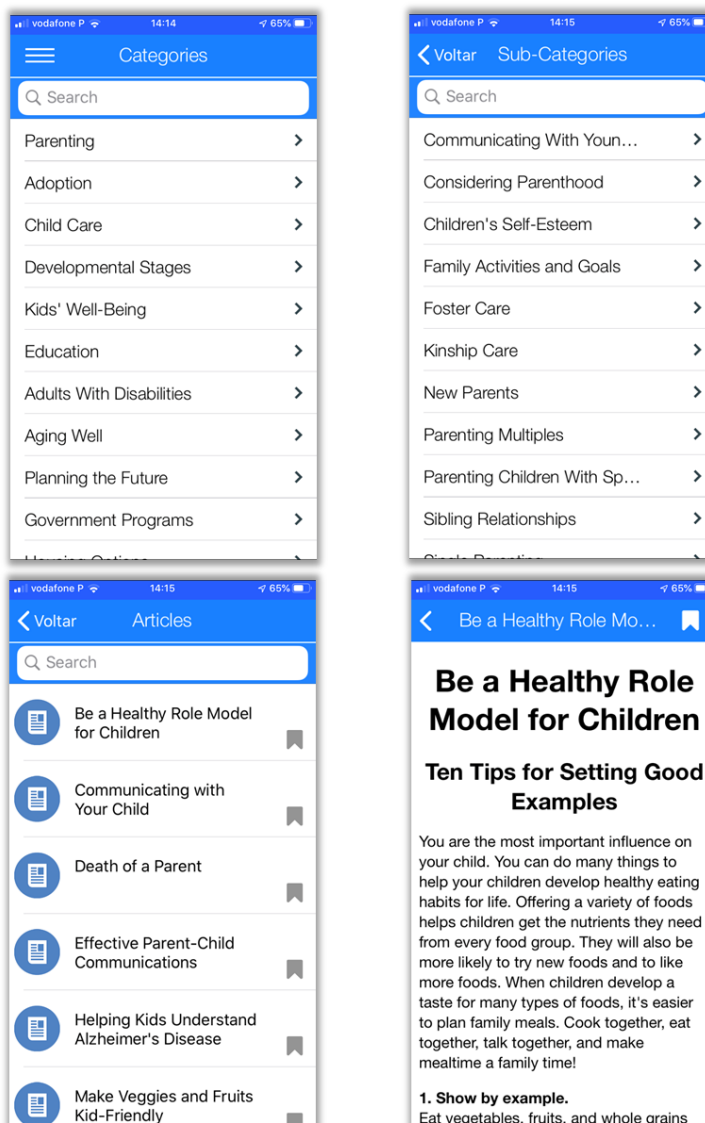 vodafone P 14:14 65%
Categories
Search
Parenting
Adoption
Child Care
Developmental Stages
Kids' Well-Being
Education
Adults With Disabilities
Aging Well
Planning the Future
Government Programs
Housing Options
vodafone P 14:15 65%
Voltar Sub-Categories
Search
Communicating With Youn...
Considering Parenthood
Children's Self-Esteem
Family Activities and Goals
Foster Care
Kinship Care
New Parents
Parenting Multiples
Parenting Children With Sp...
Sibling Relationships
Single Parenting
vodafone P 14:15 65%
Voltar Articles
Search
Be a Healthy Role Model
for Children
Communicating with
Your Child
Death of a Parent
Effective Parent-Child
Communications
Helping Kids Understand
Alzheimer's Disease
Make Veggies and Fruits
Kid-Friendly
vodafone P 14:15 65%
Be a Healthy Role Mo...
Be a Healthy Role
Model for Children
Ten Tips for Setting Good
Examples
You are the most important influence on
your child. You can do many things to
help your children develop healthy eating
habits for life. Offering a variety of foods
helps children get the nutrients they need
from every food group. They will also be
more likely to try new foods and to like
more foods. When children develop a
taste for many types of foods, it's easier
to plan family meals. Cook together, eat
together, talk together, and make
mealtime a family time!
1. Show by example.
Eat vegetables, fruits, and whole grains